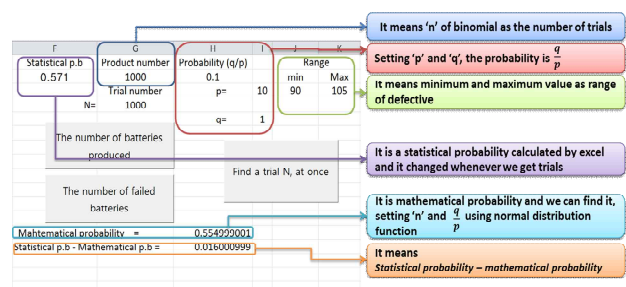 F G H I J K
Statistical p.b Product number Probability (q/p) Range
0.571 1000 0.1 min Max
Trial number p= 10 90 105
N= 1000
q= 1
The number of batteries
produced
Find a trial N, at once
The number of failed
batteries
Mahtematical probability = 0.554999001
Statistical p.b - Mathematical p.b = 0.016000999
It means 'n' of binomial as the number of trials
Setting 'p' and 'q', the probability is q/p
It means minimum and maximum value as range
of defective
It is a statistical probability calculated by excel
and it changed whenever we get trials
It is mathematical probability and we can find it,
setting 'n' and q/p using normal distribution
function
It means
Statistical probability – mathematical probability